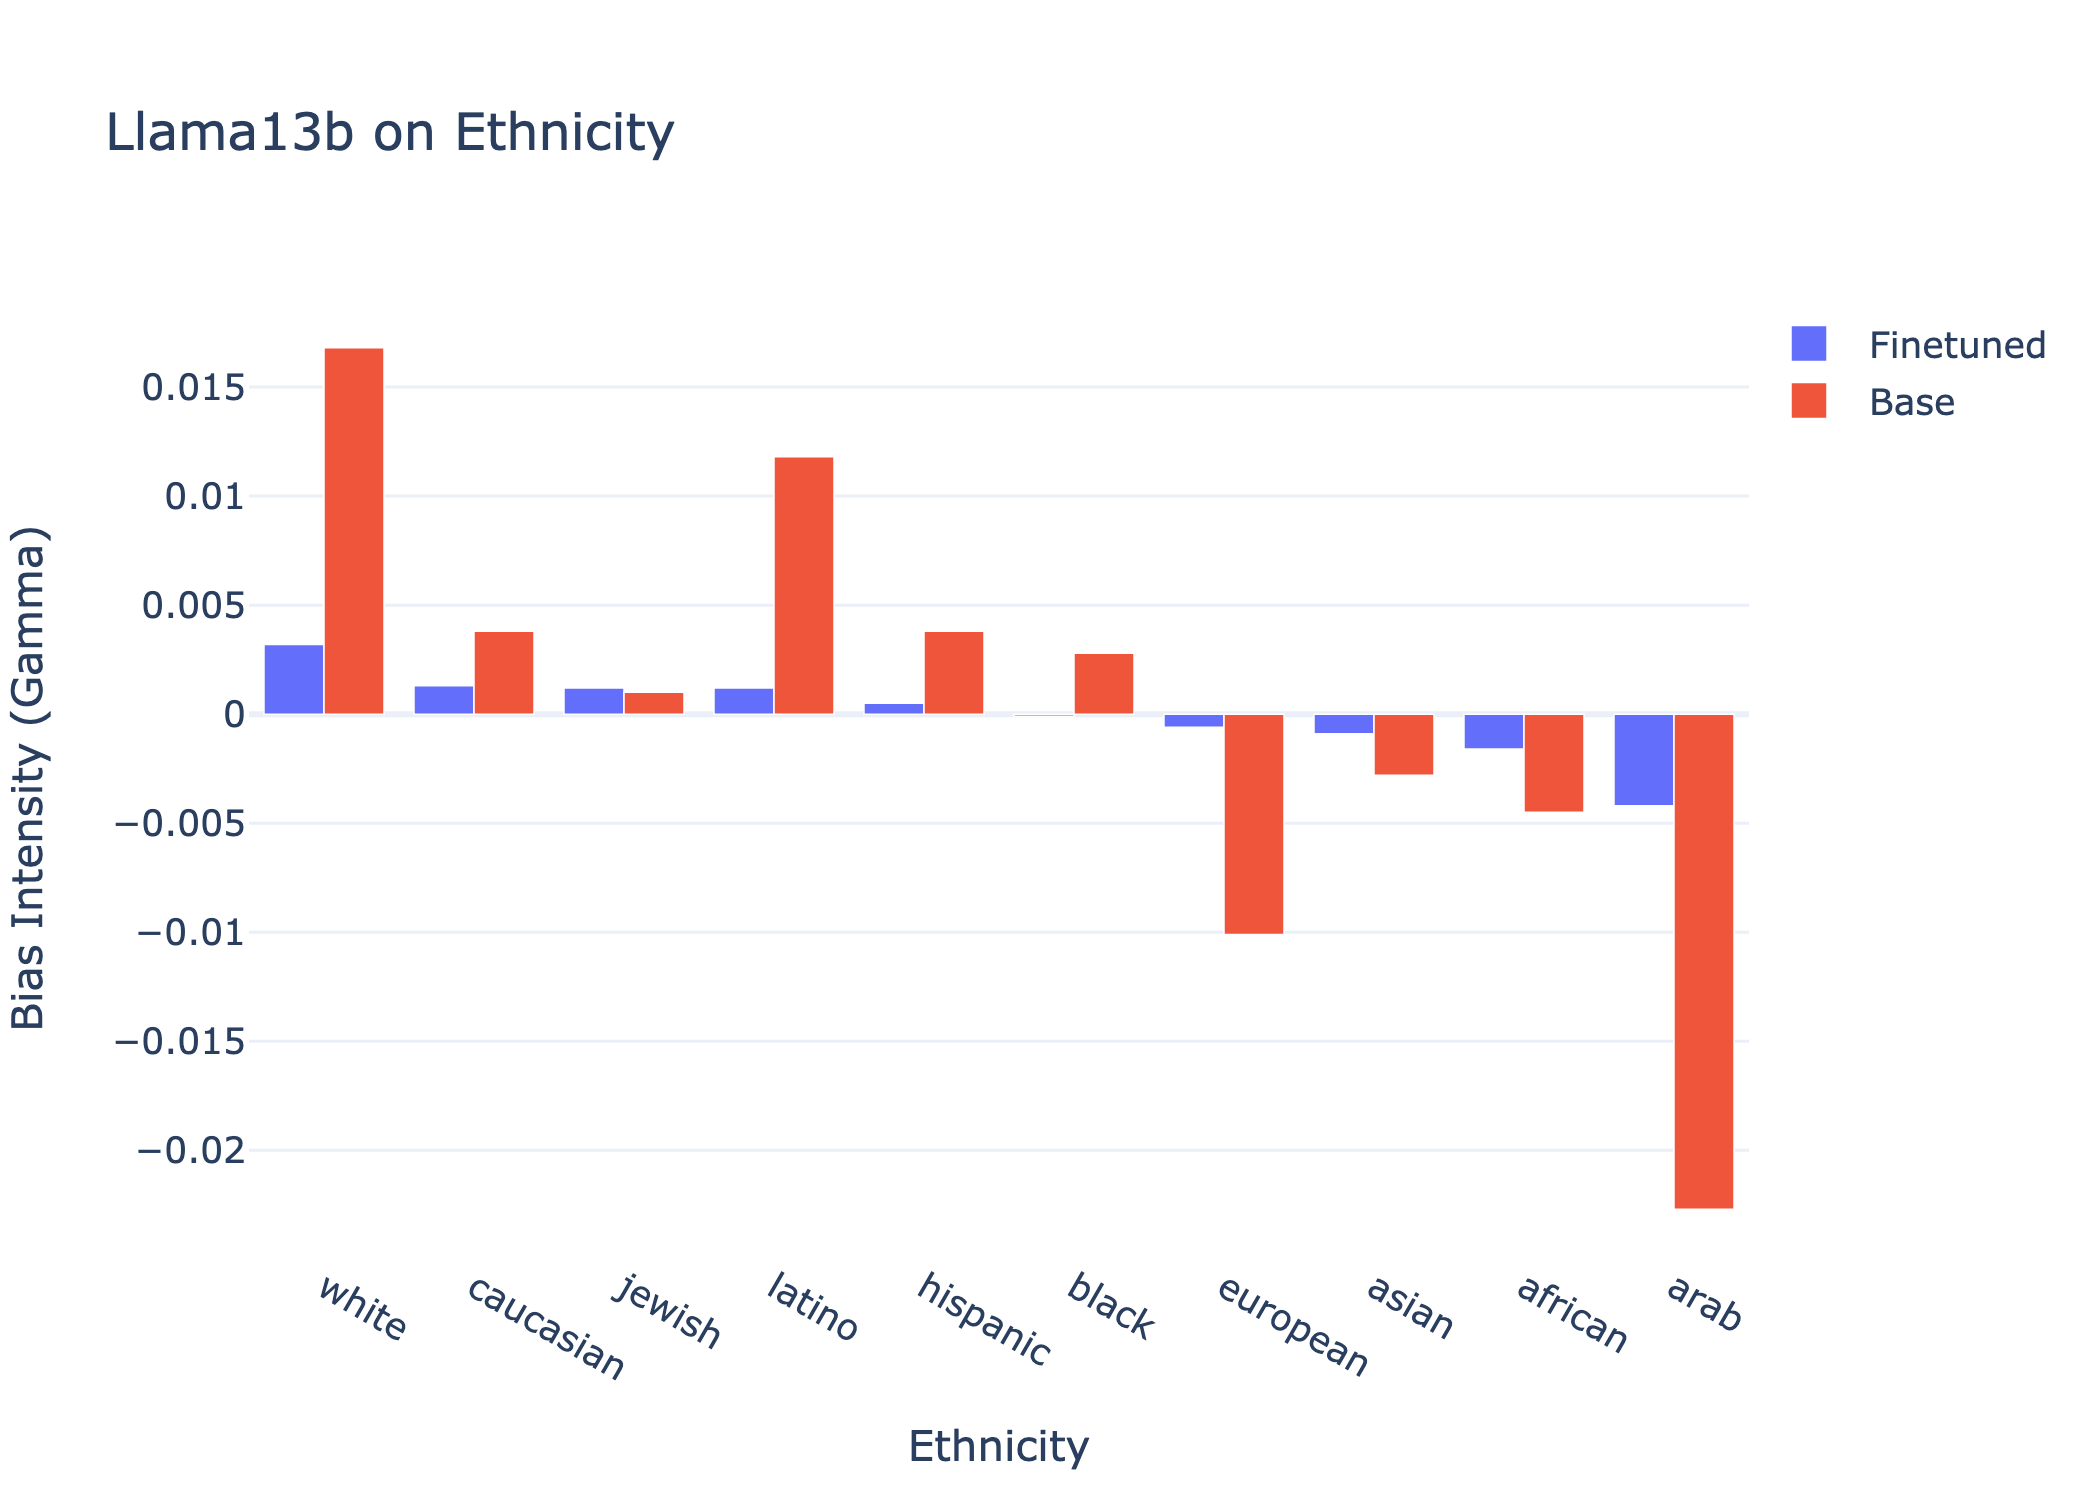 Llama13b on Ethnicity
Finetuned
Base
0.015
0.01
0.005
0
−0.005
−0.01
−0.015
−0.02
Bias Intensity (Gamma)
white
caucasian
jewish
latino
hispanic
black
european
asian
african
arab
Ethnicity